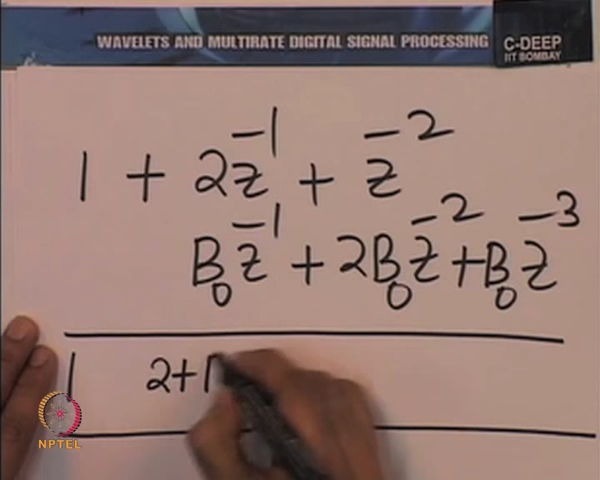 WAVELETS AND MULTIRATE DIGITAL SIGNAL PROCESSING
C-DEEP
IIT BOMBAY
1 + 2z⁻¹ + z⁻²
B₀z⁻¹ + 2B₀z⁻² + B₀z⁻³
1 2+
NPTEL